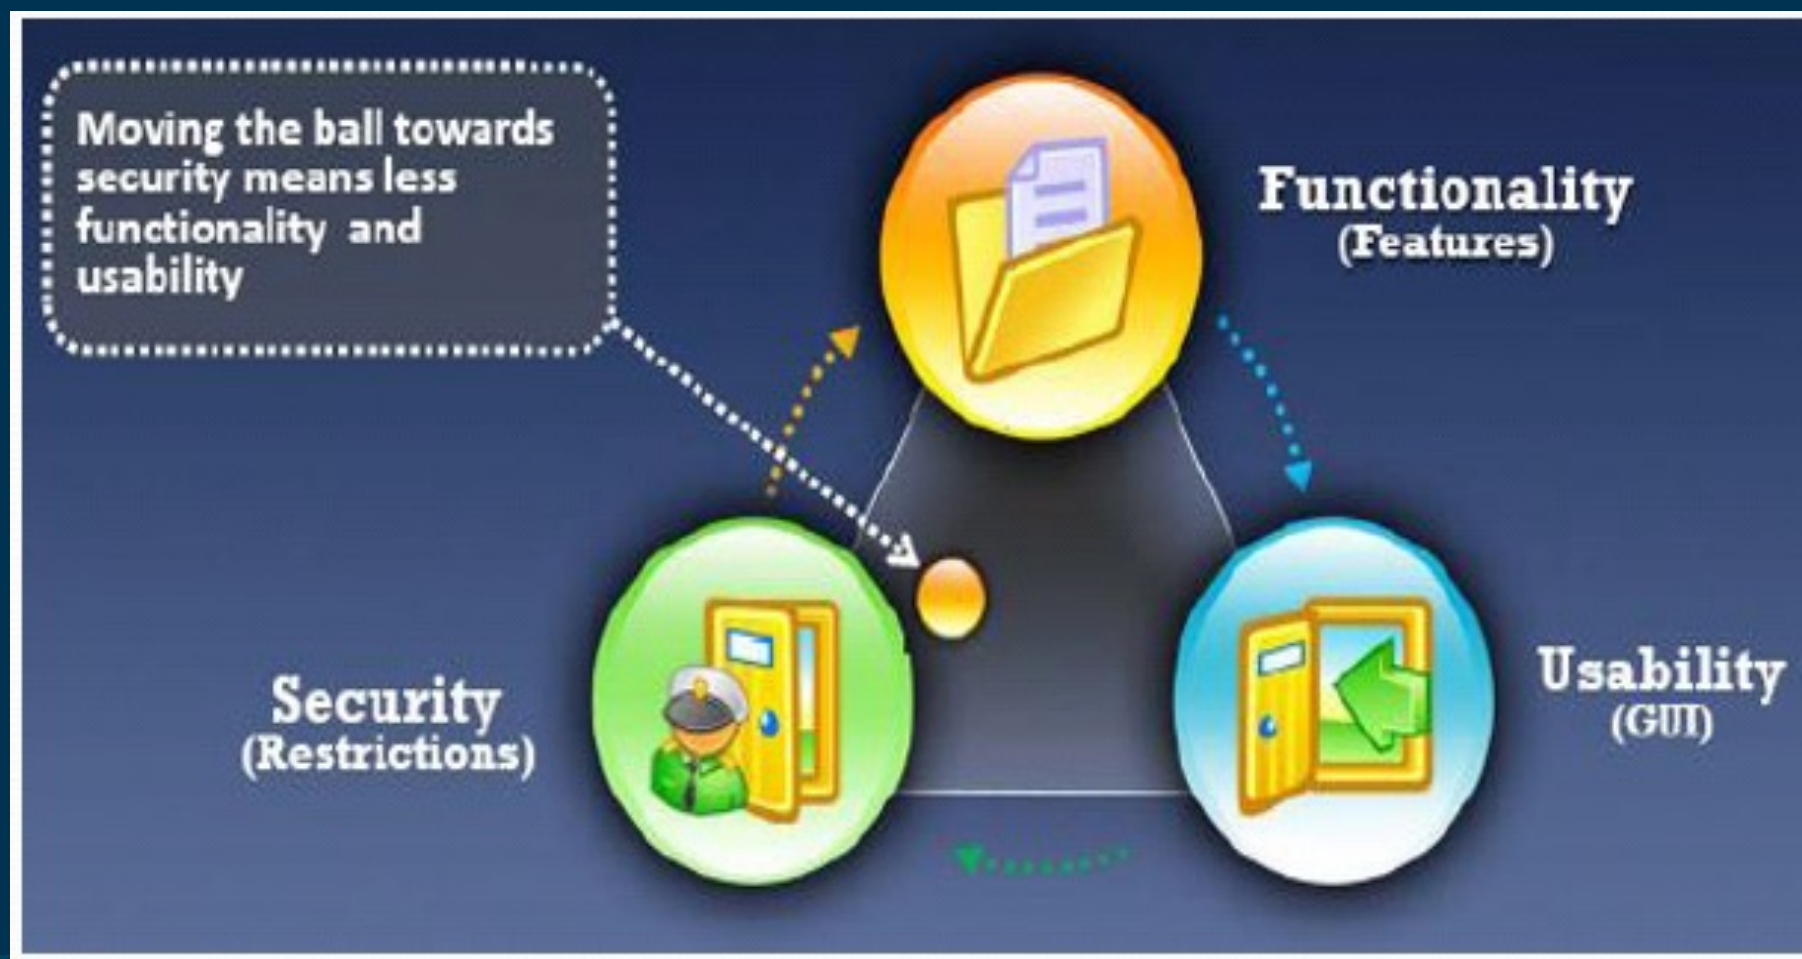 Moving the ball towards
security means less
functionality and
usability
Functionality
(Features)
Security
(Restrictions)
Usability
(GUI)